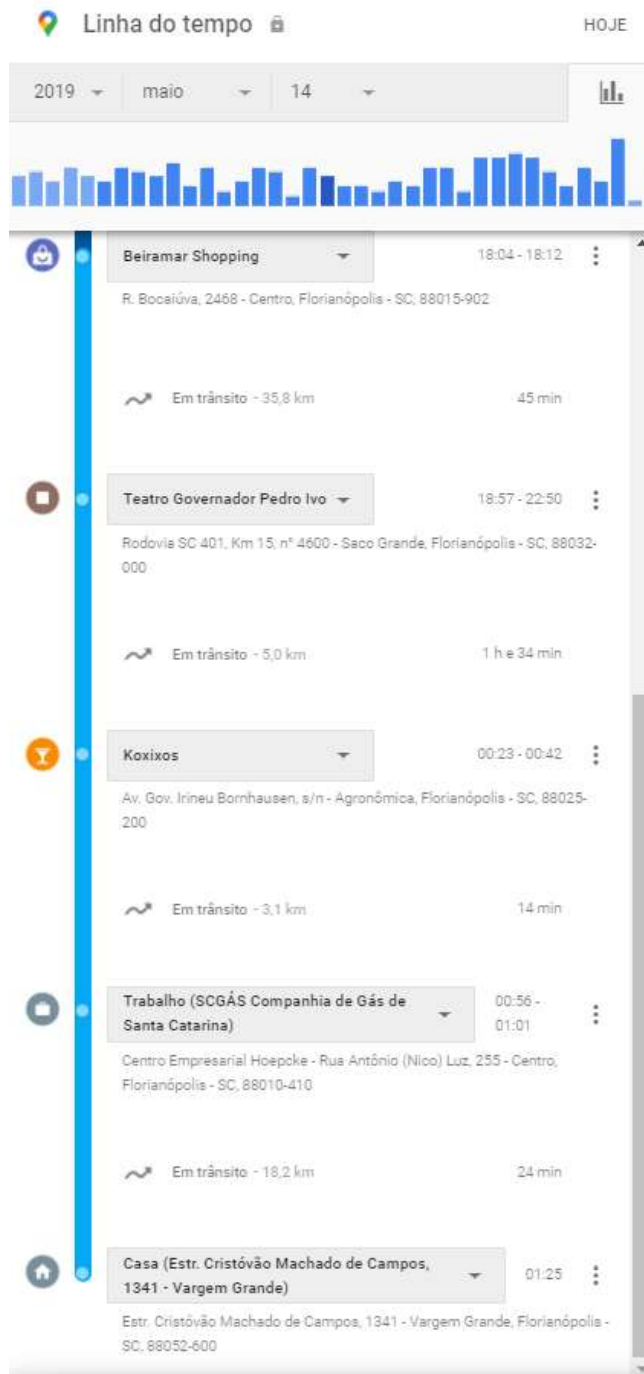 Linha do tempo
HOJE
2019 maio 14
Beiramar Shopping 18:04 - 18:12
R. Bocaiúva, 2468 - Centro, Florianópolis - SC, 88015-902
Em trânsito - 35,8 km 45 min
Teatro Governador Pedro Ivo 18:57 - 22:50
Rodovia SC 401, Km 15, n° 4600 - Saco Grande, Florianópolis - SC, 88032-
000
Em trânsito - 5,0 km 1 h e 34 min
Koxixos 00:23 - 00:42
Av. Gov. Irineu Bornhausen, s/n - Agronômica, Florianópolis - SC, 88025-
200
Em trânsito - 3,1 km 14 min
Trabalho (SCGÁS Companhia de Gás de 00:56 -
Santa Catarina) 01:01
Centro Empresarial Hoepcke - Rua Antônio (Nico) Luz, 255 - Centro,
Florianópolis - SC, 88010-410
Em trânsito - 18,2 km 24 min
Casa (Estr. Cristóvão Machado de Campos,
1341 - Vargem Grande) 01:25
Estr. Cristóvão Machado de Campos, 1341 - Vargem Grande, Florianópolis -
SC, 88052-600